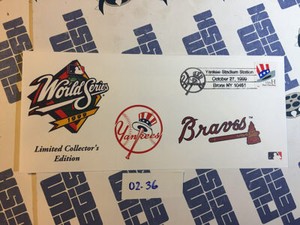 World Series
1999
Yankee Stadium Station
October 27, 1999
Bronx NY 10451
Yankees
Braves
Limited Collector's
Edition
02-36